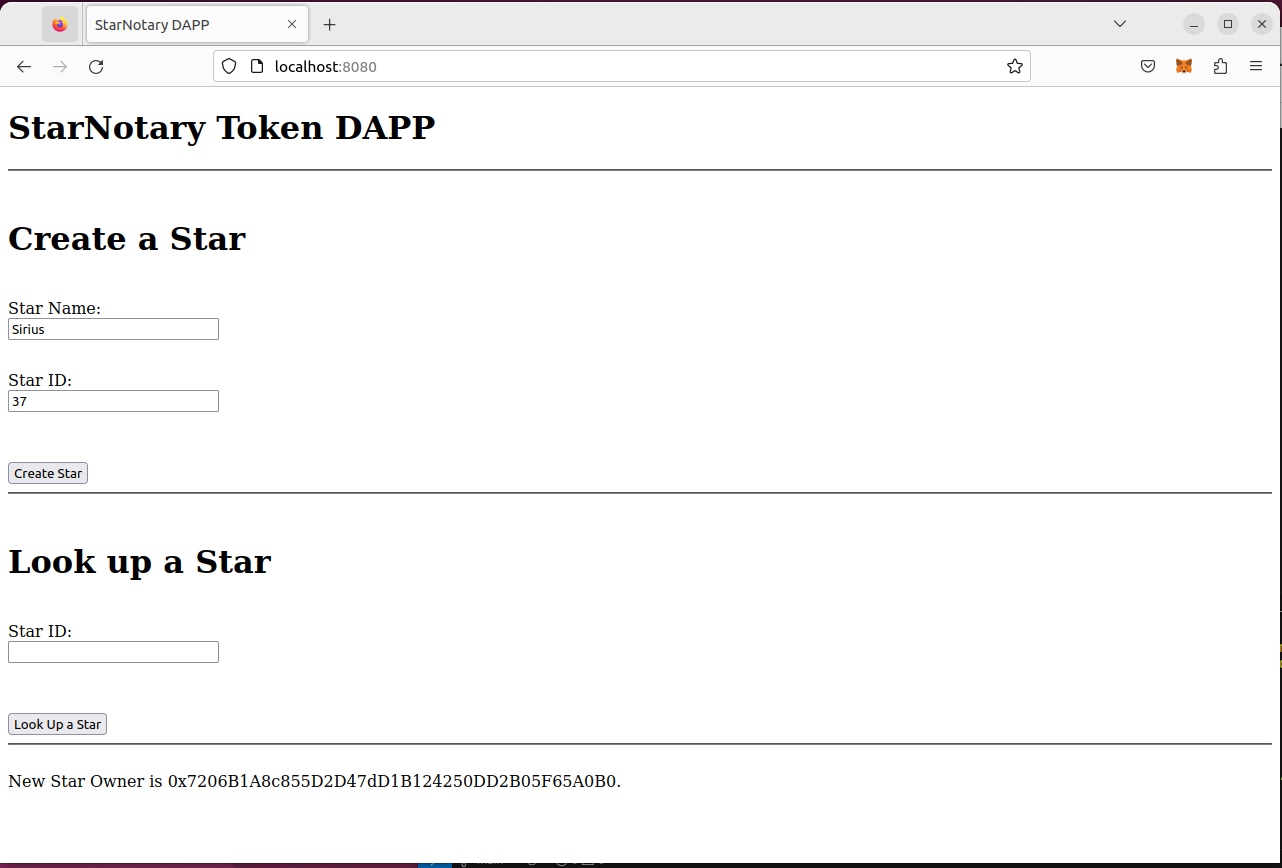 StarNotary DAPP
localhost:8080
StarNotary Token DAPP
Create a Star
Star Name:
Sirius
Star ID:
37
Create Star
Look up a Star
Star ID:
Look Up a Star
New Star Owner is 0x7206B1A8c855D2D47dD1B124250DD2B05F65A0B0.